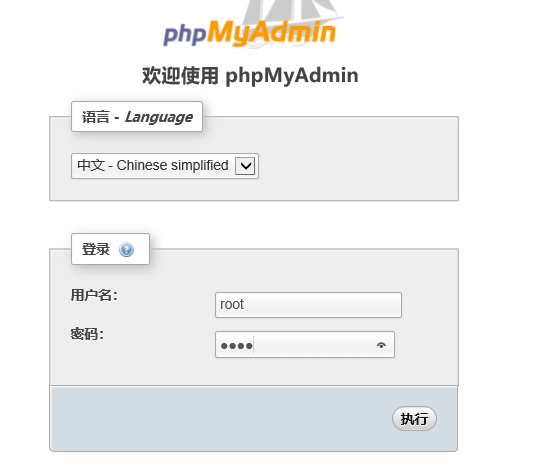 phpMyAdmin
欢迎使用 phpMyAdmin
语言 - Language
中文 - Chinese simplified
登录
用户名:
root
密码:
••••
执行